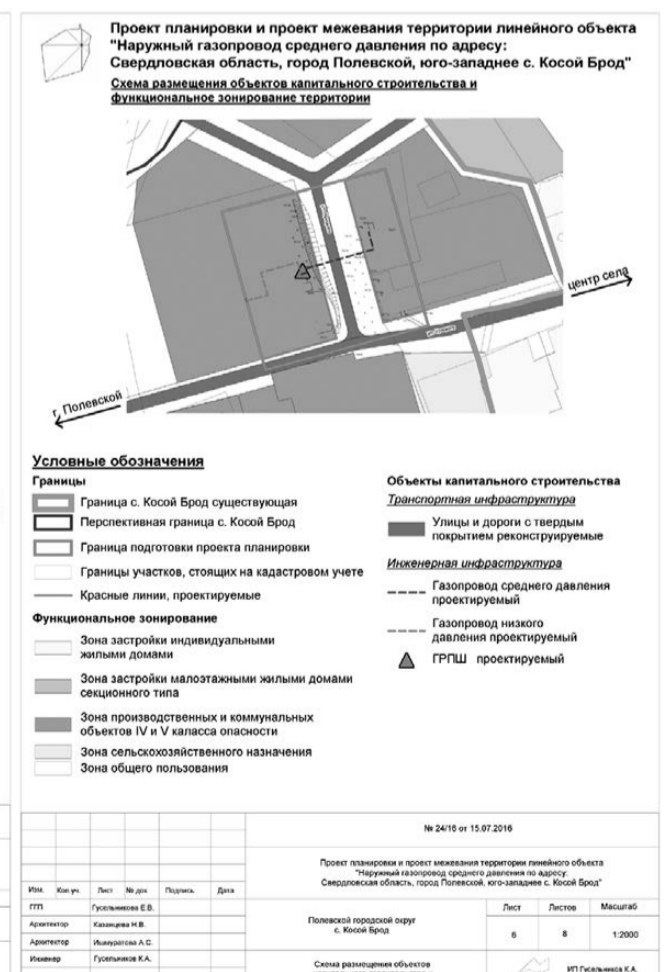 Проект планировки и проект межевания территории линейного объекта
"Наружный газопровод среднего давления по адресу:
Свердловская область, город Полевской, юго-западнее с. Косой Брод"
Схема размещения объектов капитального строительства и
функциональное зонирование территории
центр села
г. Полевской
Условные обозначения
Границы
Граница с. Косой Брод существующая
Перспективная граница с. Косой Брод
Граница подготовки проекта планировки
Границы участков, стоящих на кадастровом учете
Красные линии, проектируемые
Функциональное зонирование
Зона застройки индивидуальными
жилыми домами
Зона застройки малоэтажными жилыми домами
секционного типа
Зона производственных и коммунальных
объектов IV и V каласса опасности
Зона сельскохозяйственного назначения
Зона общего пользования
Объекты капитального строительства
Транспортная инфраструктура
Улицы и дороги с твердым
покрытием реконструируемые
Инженерная инфраструктура
Газопровод среднего давления
проектируемый
Газопровод низкого
давления проектируемый
ГРПШ проектируемый
№ 24/16 от 15.07.2016
Проект планировки и проект межевания территории линейного объекта
"Наружный газопровод среднего давления по адресу:
Свердловская область, город Полевской, юго-западнее с. Косой Брод"
Изм. Кол.уч. Лист № док Подпись Дата
ГПП Гусельникова Е.В.
Архитектор Казанцева Н.В.
Архитектор Ишмуратова А.С.
Инженер Гусельников К.А.
Полевской городской округ
с. Косой Брод
Лист Листов Масштаб
6 8 1:2000
Схема размещения объектов
ИП Гусельников К.А.